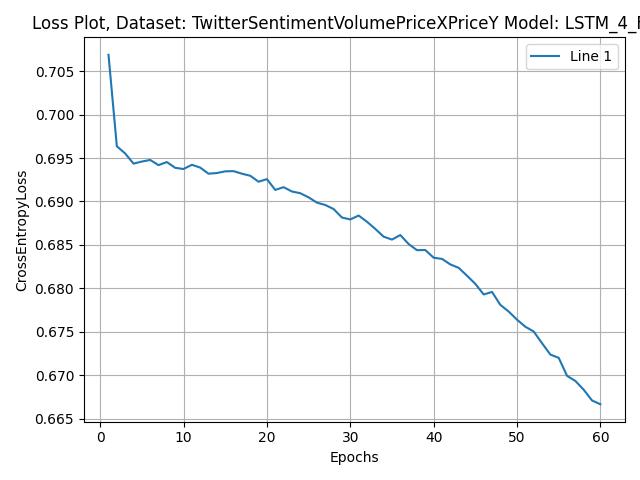 Loss Plot, Dataset: TwitterSentimentVolumePriceXPriceY Model: LSTM_4_
Line 1
CrossEntropyLoss
0.705
0.700
0.695
0.690
0.685
0.680
0.675
0.670
0.665
0 10 20 30 40 50 60
Epochs